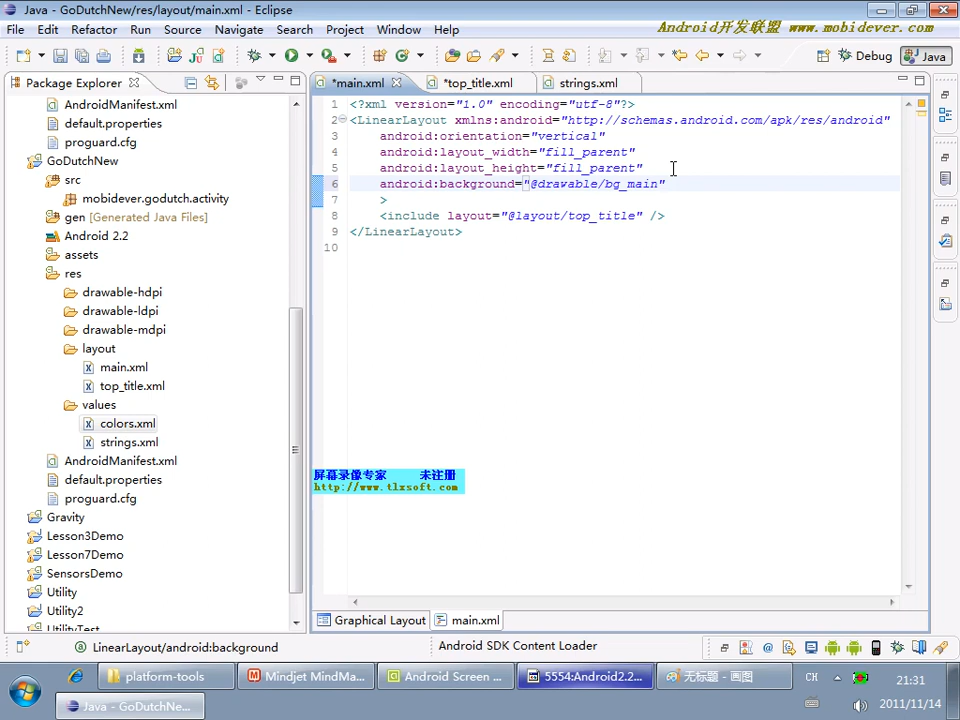 Java - GoDutchNew/res/layout/main.xml - Eclipse
File Edit Refactor Run Source Navigate Search Project Window Help
Android开发联盟 www.mobidever.com
Debug Java
Package Explorer
*main.xml *top_title.xml strings.xml
AndroidManifest.xml
default.properties
proguard.cfg
GoDutchNew
src
mobidever.godutch.activity
gen [Generated Java Files]
Android 2.2
assets
res
drawable-hdpi
drawable-ldpi
drawable-mdpi
layout
main.xml
top_title.xml
values
colors.xml
strings.xml
AndroidManifest.xml
default.properties
proguard.cfg
Gravity
Lesson3Demo
Lesson7Demo
SensorsDemo
Utility
Utility2
UtilityTest
1 <?xml version="1.0" encoding="utf-8"?>
2 <LinearLayout xmlns:android="http://schemas.android.com/apk/res/android"
3 android:orientation="vertical"
4 android:layout_width="fill_parent"
5 android:layout_height="fill_parent"
6 android:background="@drawable/bg_main"
7 >
8 <include layout="@layout/top_title" />
9 </LinearLayout>
10
屏幕录像专家 未注册
http://www.tlxsoft.com
Graphical Layout main.xml
LinearLayout/android:background
Android SDK Content Loader
platform-tools
Mindjet MindMa...
Android Screen ...
5554:Android2.2...
无标题 - 画图
CH
21:31
Java - GoDutchNe...
2011/11/14